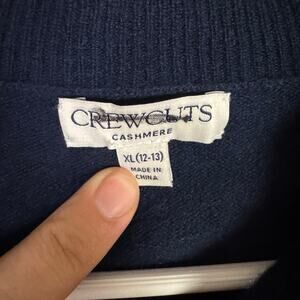 CREWCUTS
CASHMERE
XL (12-13)
MADE IN
CHINA